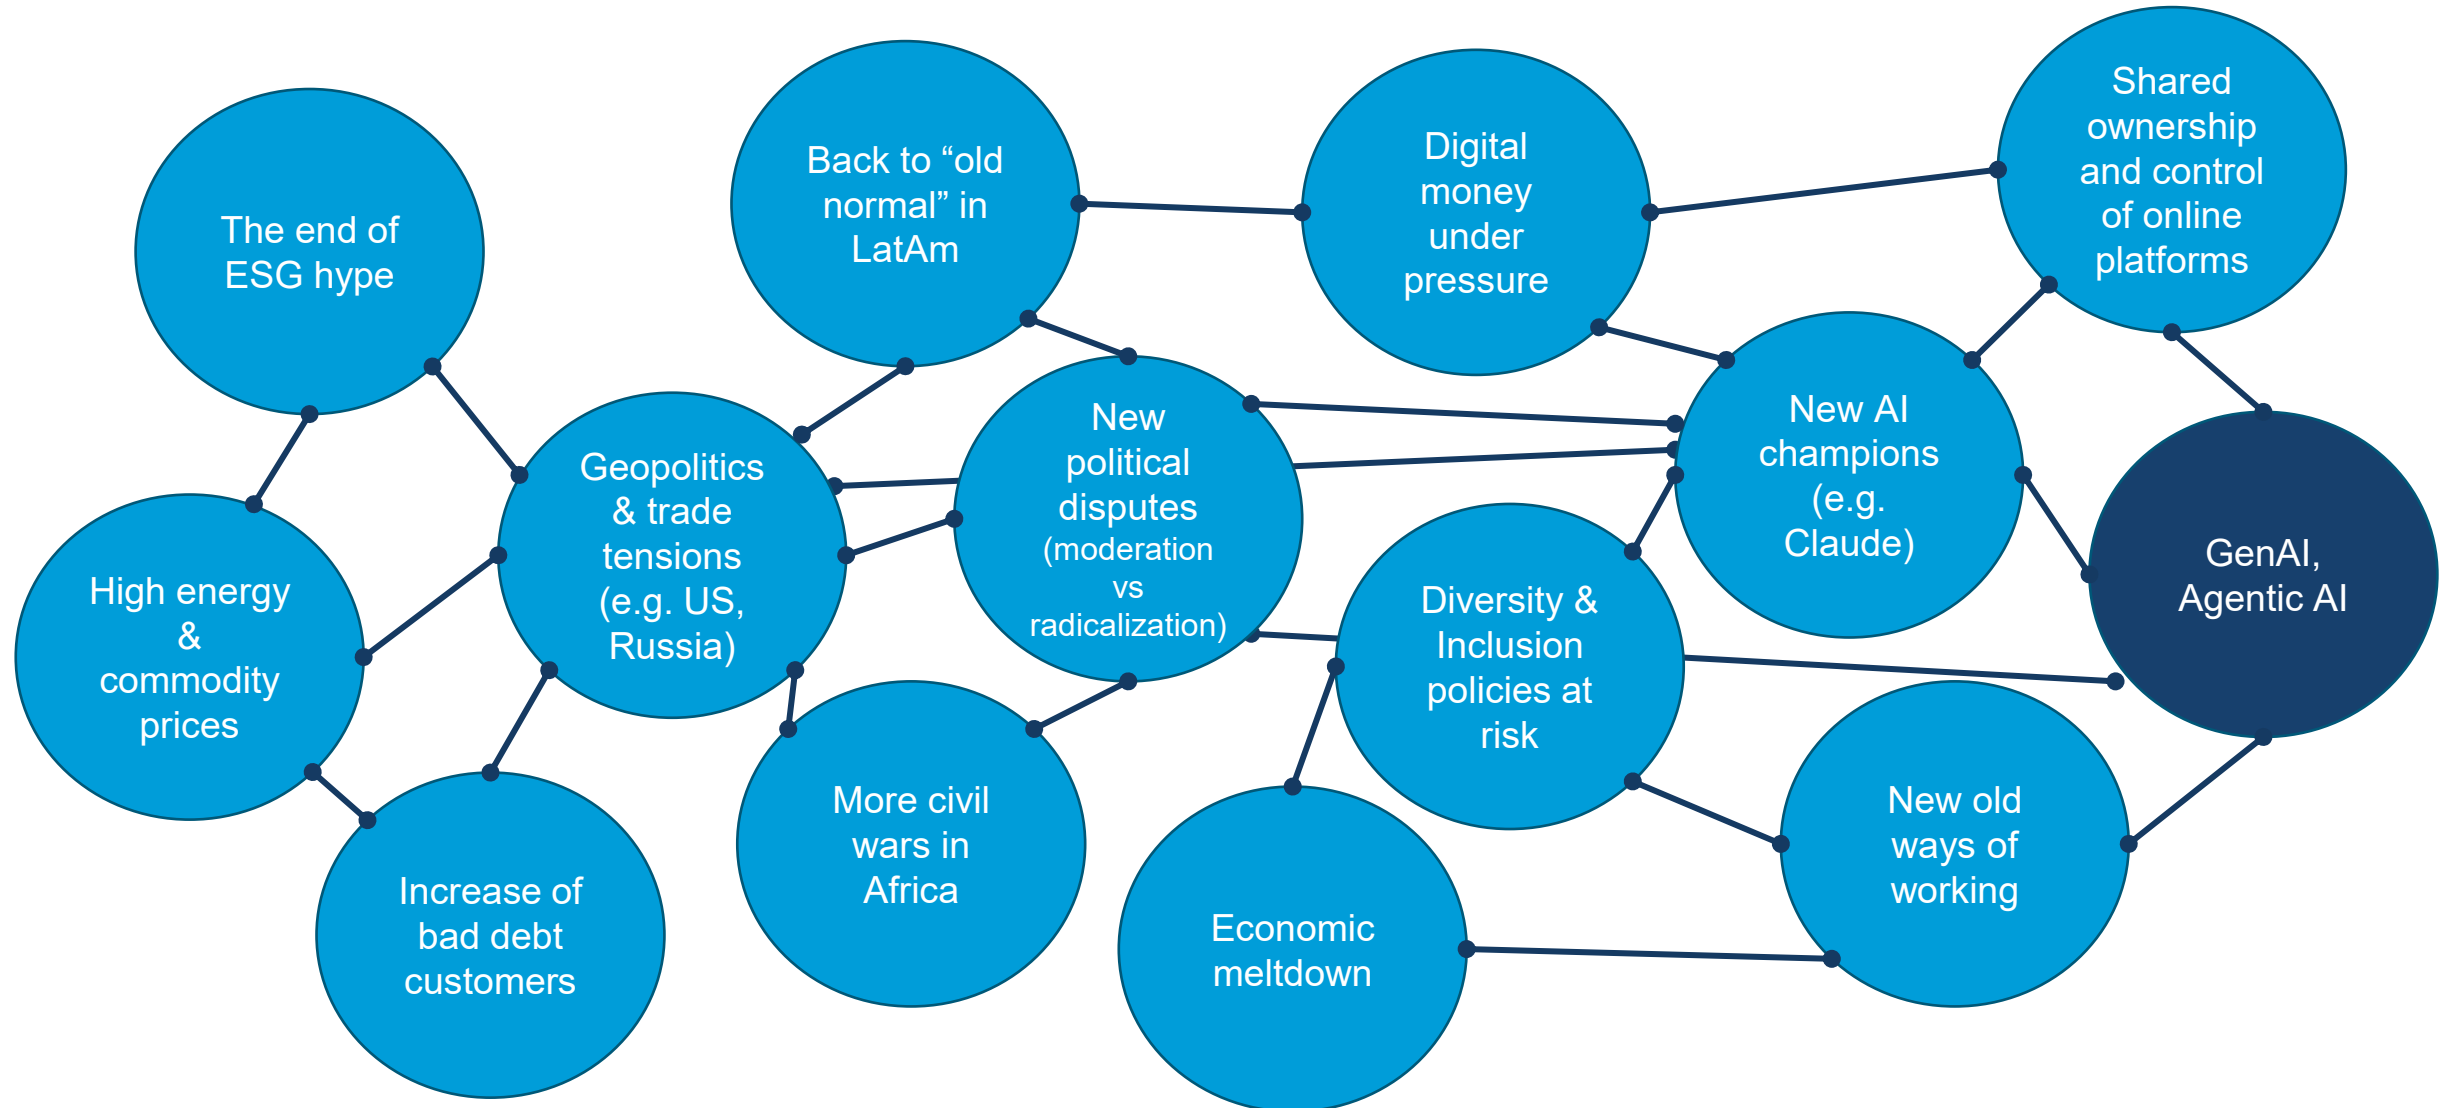 The end of
ESG hype
Back to “old
normal” in
LatAm
Digital
money
under
pressure
Shared
ownership
and control
of online
platforms
High energy
&
commodity
prices
Geopolitics
& trade
tensions
(e.g. US,
Russia)
New
political
disputes
(moderation
vs
radicalization)
New AI
champions
(e.g.
Claude)
GenAI,
Agentic AI
Diversity &
Inclusion
policies at
risk
Increase of
bad debt
customers
More civil
wars in
Africa
Economic
meltdown
New old
ways of
working